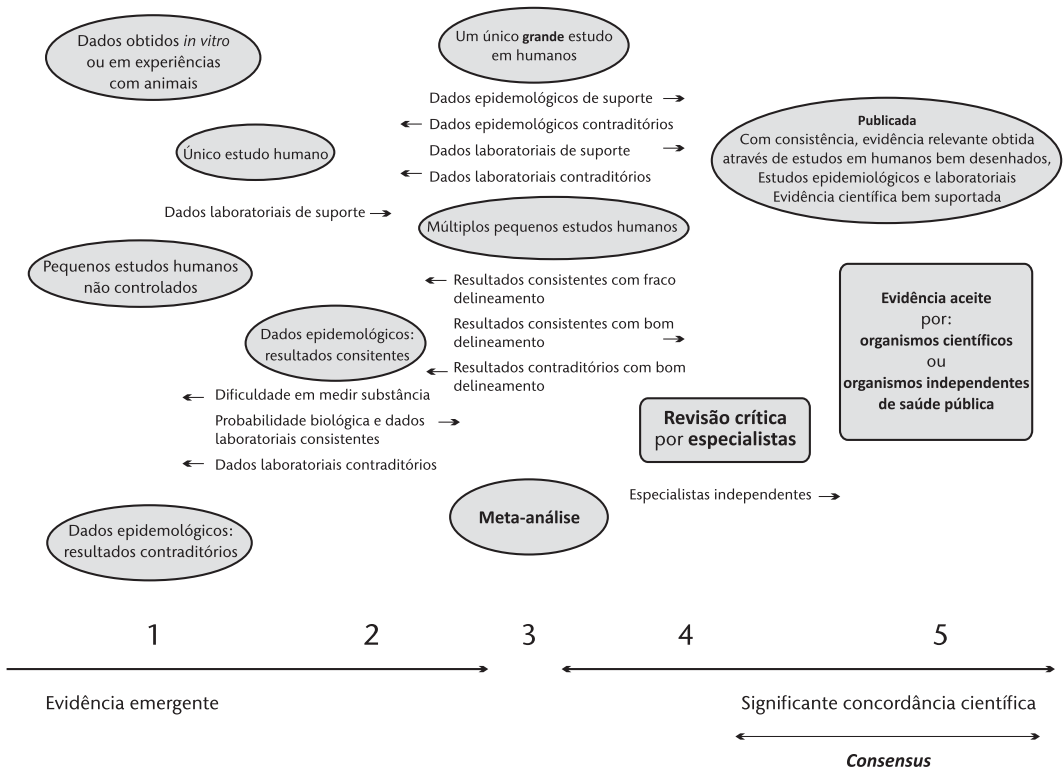 Dados obtidos in vitro
ou em experiências
com animais
Um único grande estudo
em humanos
Dados epidemológicos de suporte
Dados epidemológicos contraditórios
Dados laboratoriais de suporte
Dados laboratoriais contraditórios
Publicada
Com consistência, evidência relevante obtida
através de estudos em humanos bem desenhados,
Estudos epidemiológicos e laboratoriais
Evidência científica bem suportada
Único estudo humano
Dados laboratoriais de suporte
Múltiplos pequenos estudos humanos
Pequenos estudos humanos
não controlados
Resultados consistentes com fraco
delineamento
Resultados consistentes com bom
delineamento
Resultados contraditórios com bom
delineamento
Dados epidemológicos:
resultados consitentes
Dificuldade em medir substância
Probabilidade biológica e dados
laboratoriais consistentes
Dados laboratoriais contraditórios
Evidência aceite
por:
organismos científicos
ou
organismos independentes
de saúde pública
Revisão crítica
por especialistas
Especialistas independentes
Meta-análise
Dados epidemológicos:
resultados contraditórios
1 2 3 4 5
Evidência emergente
Significante concordância científica
Consensus